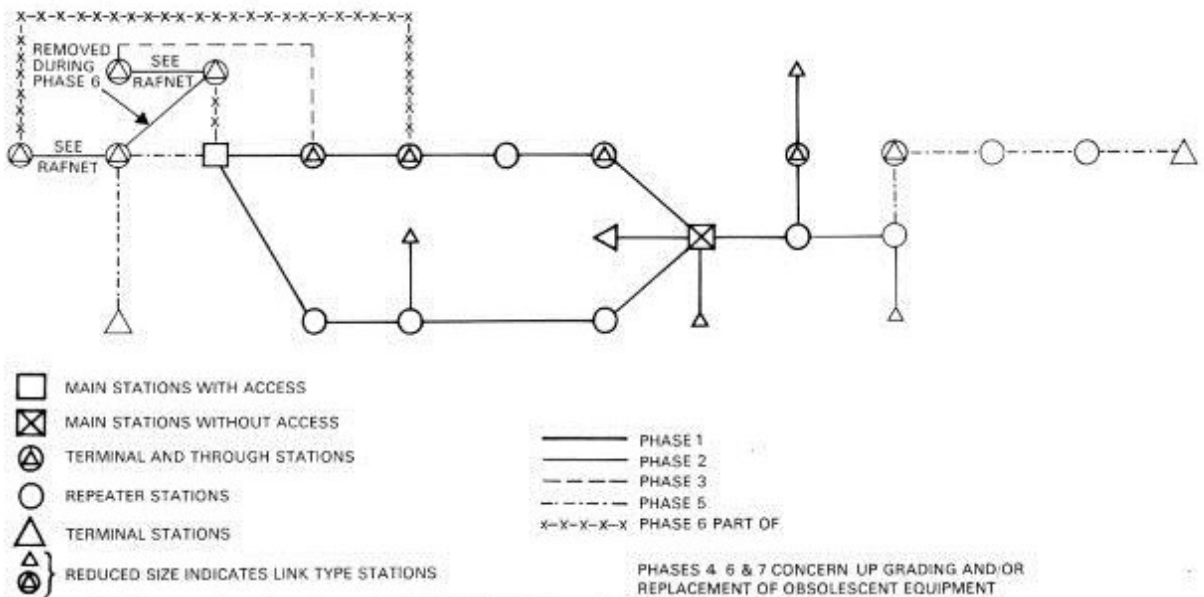 REMOVED
DURING
PHASE 6
SEE
RAFNET
SEE
RAFNET
MAIN STATIONS WITH ACCESS
MAIN STATIONS WITHOUT ACCESS
TERMINAL AND THROUGH STATIONS
REPEATER STATIONS
TERMINAL STATIONS
REDUCED SIZE INDICATES LINK TYPE STATIONS
PHASE 1
PHASE 2
PHASE 3
PHASE 5
x-x-x-x-x PHASE 6 PART OF
PHASES 4 6 & 7 CONCERN UP GRADING AND/OR
REPLACEMENT OF OBSOLESCENT EQUIPMENT